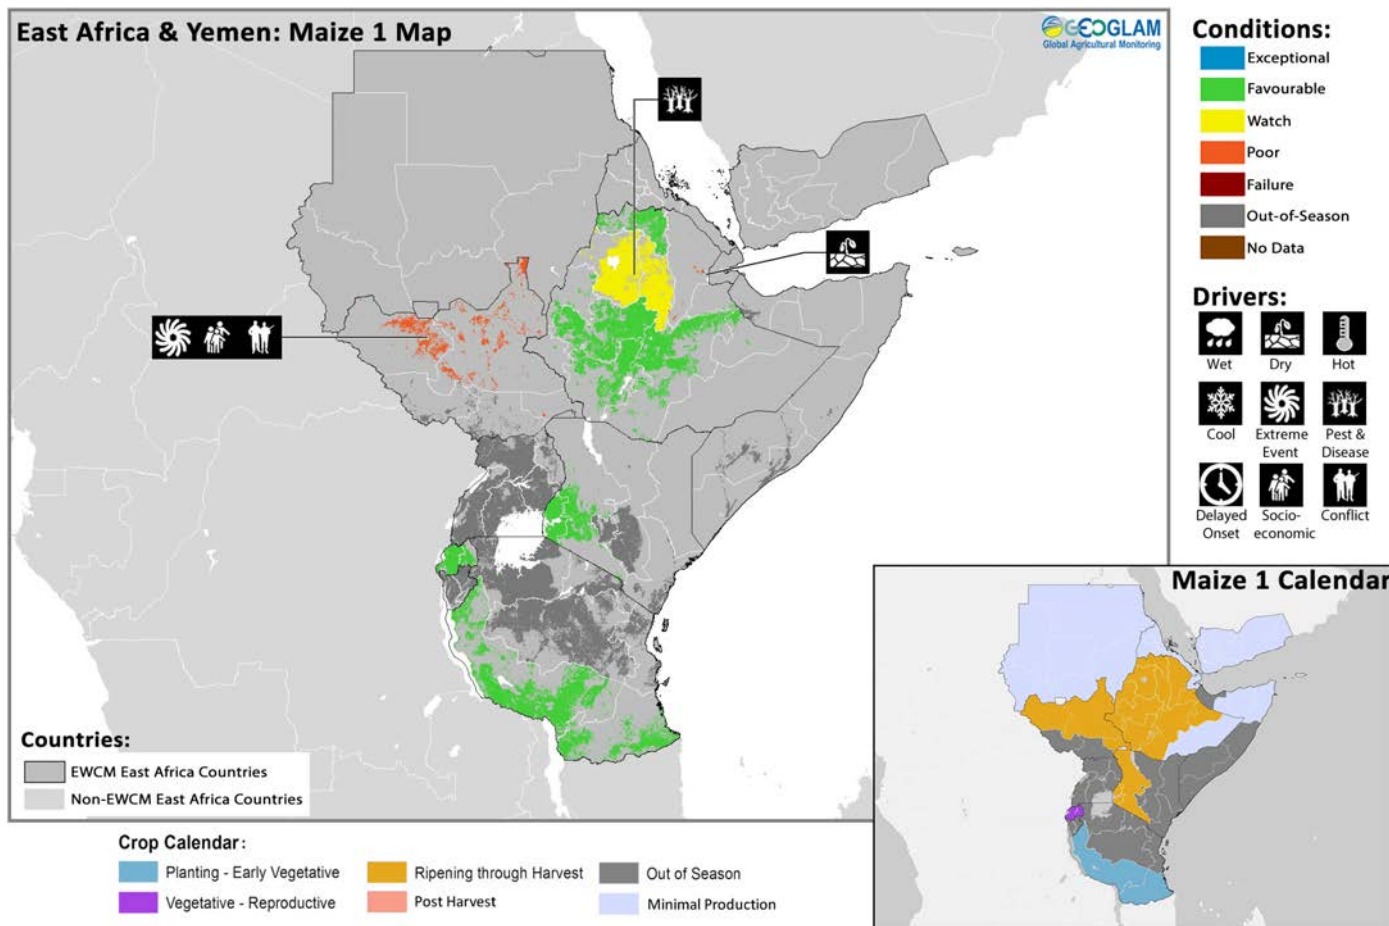 East Africa & Yemen: Maize 1 Map
GEOGLAM
Global Agricultural Monitoring
Conditions:
Exceptional
Favourable
Watch
Poor
Failure
Out-of-Season
No Data
Drivers:
Wet
Dry
Hot
Cool
Extreme
Event
Pest &
Disease
Delayed
Onset
Socio-
economic
Conflict
Countries:
EWCM East Africa Countries
Non-EWCM East Africa Countries
Maize 1 Calendar
Crop Calendar:
Planting - Early Vegetative
Ripening through Harvest
Out of Season
Vegetative - Reproductive
Post Harvest
Minimal Production